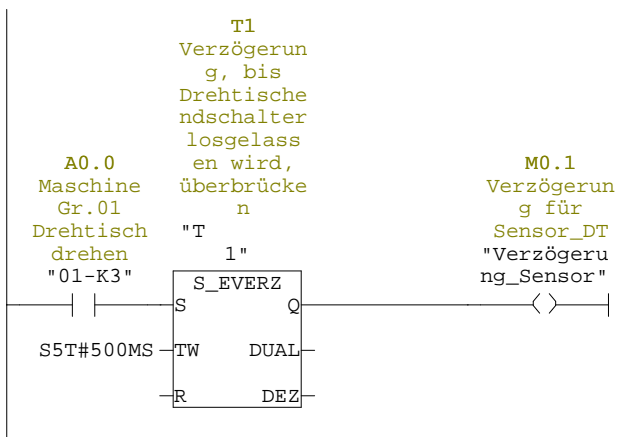 T1
Verzögerun
g, bis
Drehtische
ndschalter
losgelass
en wird,
überbrücke
n
"T
1"
A0.0
Maschine
Gr.01
Drehtisch
drehen
"01-K3"
M0.1
Verzögerun
g für
Sensor_DT
"Verzögeru
ng_Sensor"
S_EVERZ
S Q
S5T#500MS TW DUAL
R DEZ